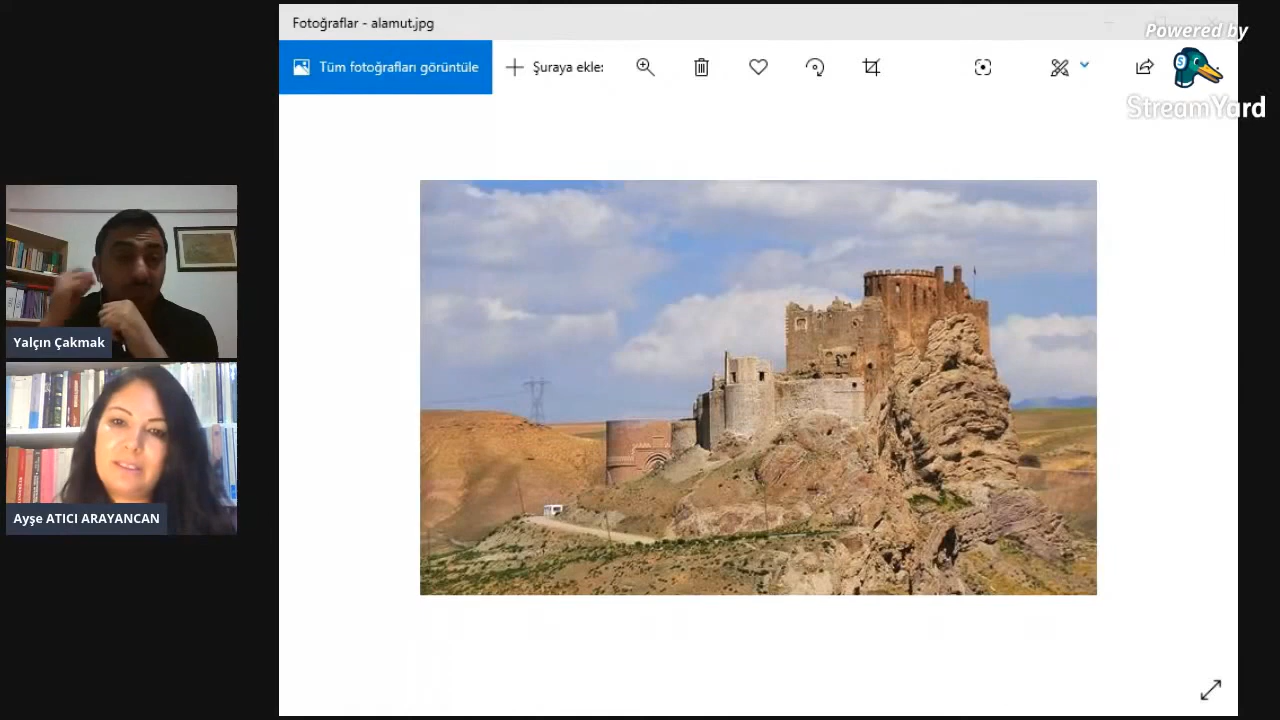 Fotoğraflar - alamut.jpg
Powered by
Tüm fotoğrafları görüntüle
Şuraya ekle:
S
StreamYard
Yalçın Çakmak
Ayşe ATICI ARAYANCAN